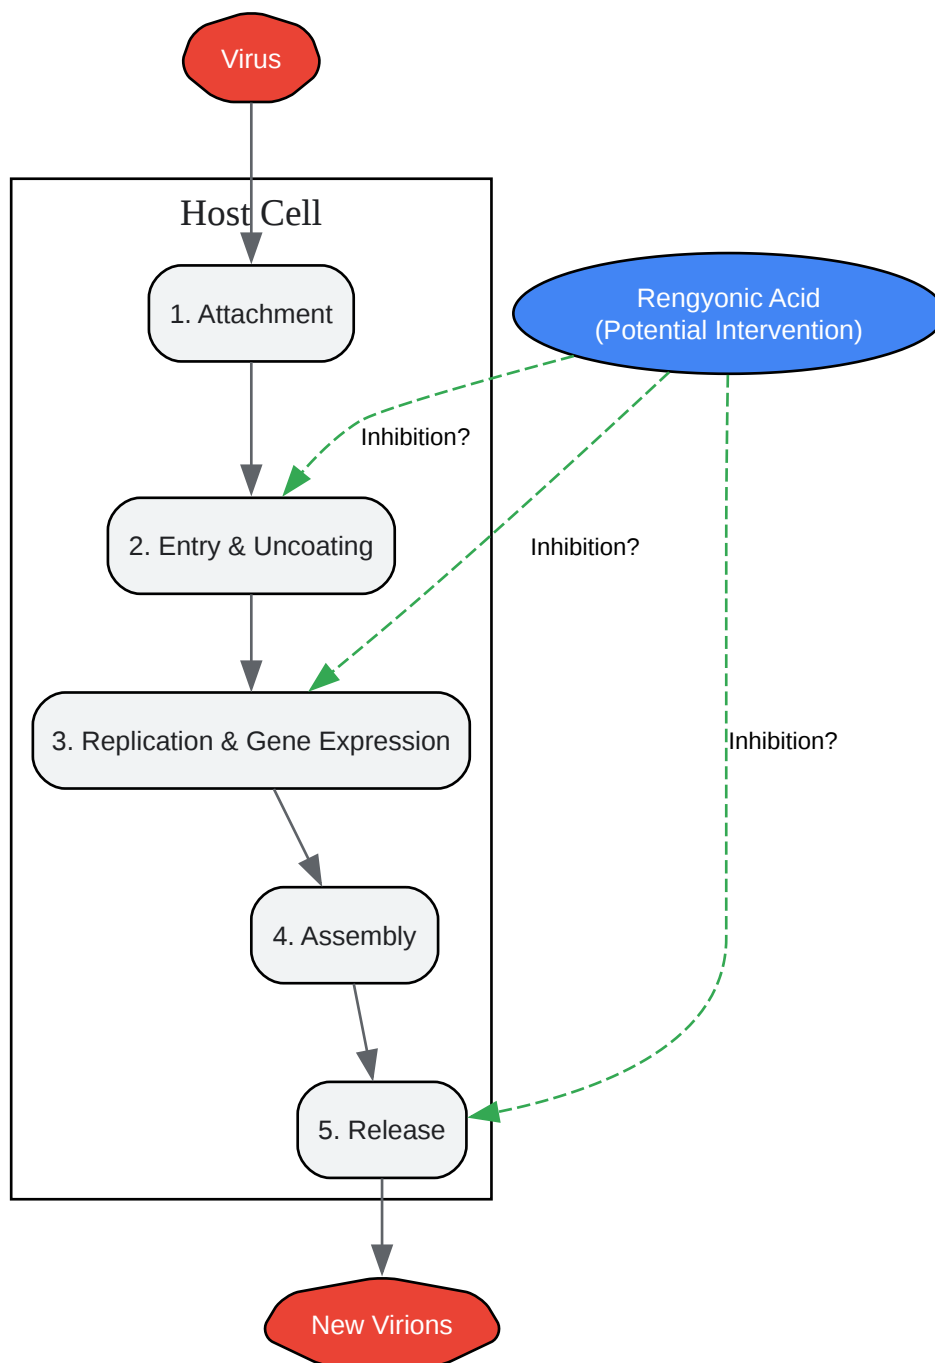 Virus
Host Cell
1. Attachment
Rengyonic Acid
(Potential Intervention)
Inhibition?
2. Entry & Uncoating
Inhibition?
3. Replication & Gene Expression
Inhibition?
4. Assembly
5. Release
New Virions